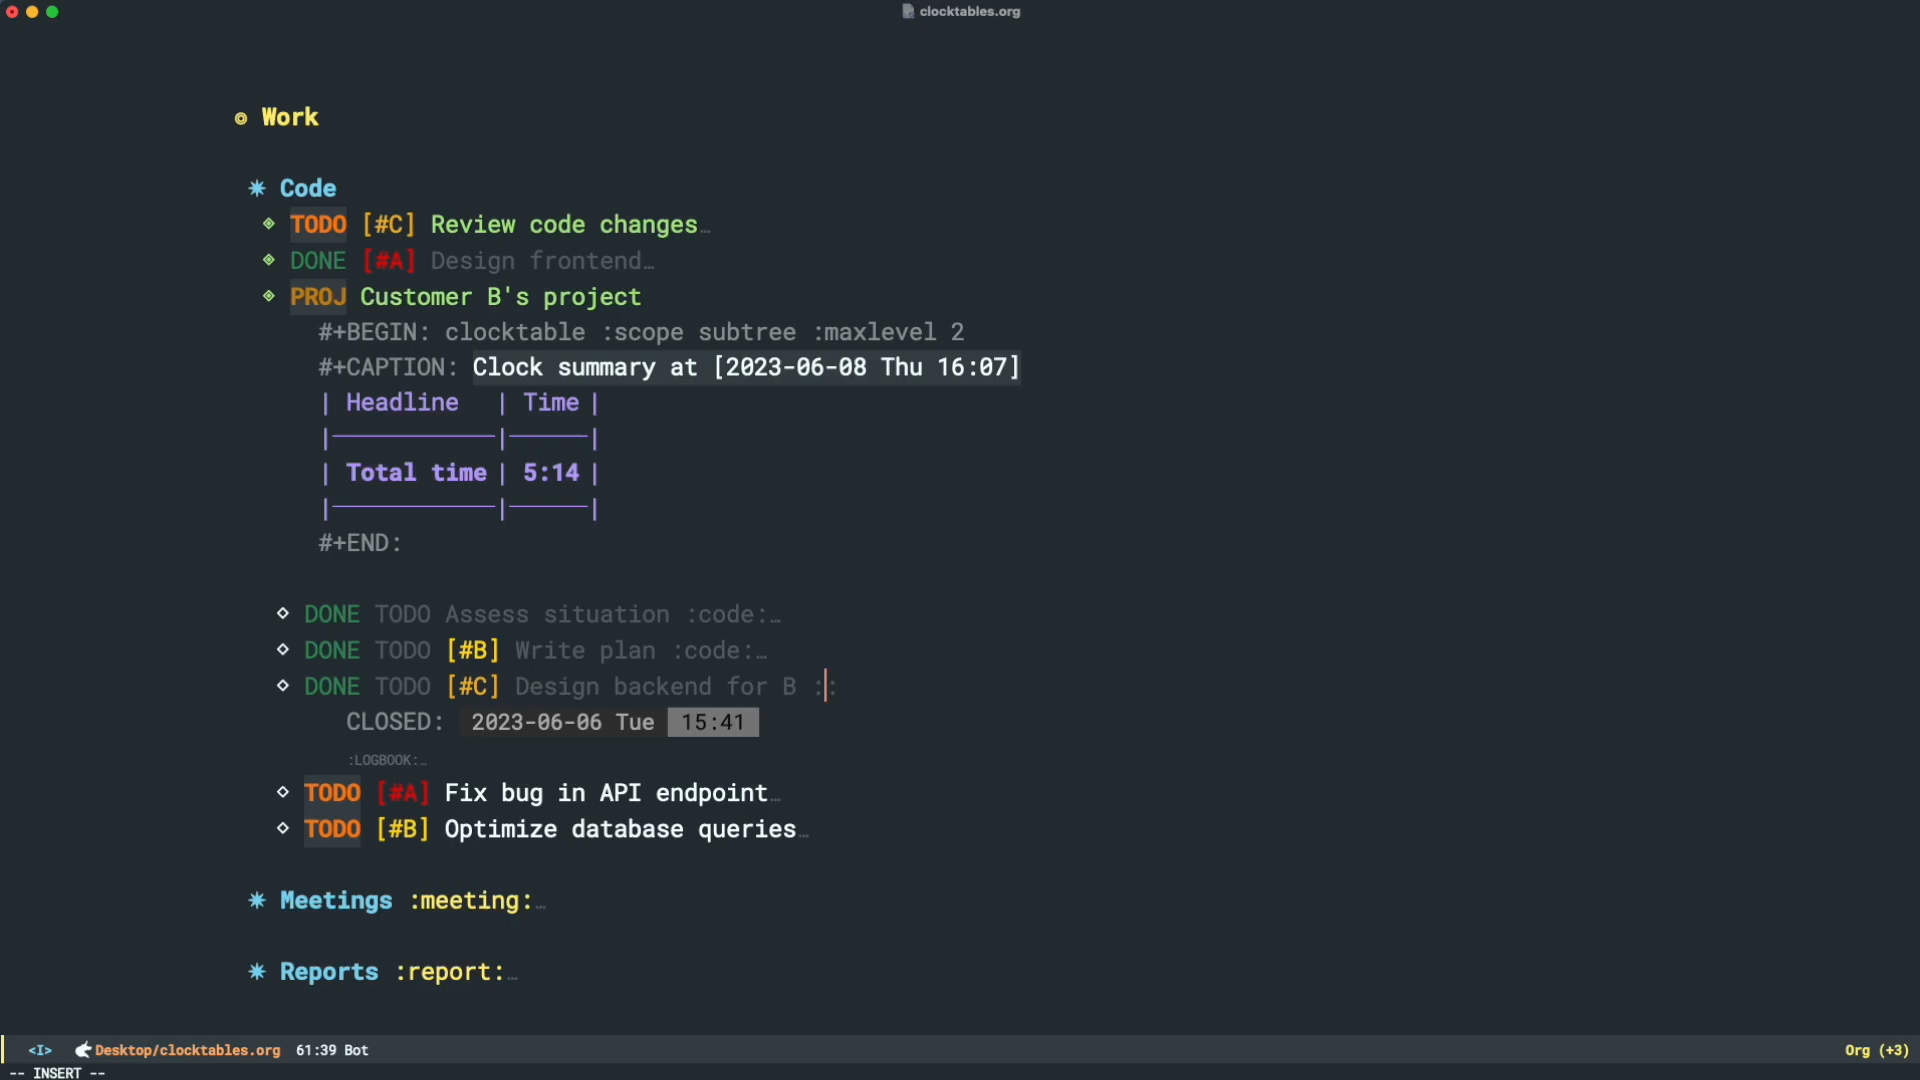 clocktables.org
Work
Code
TODO [#C] Review code changes…
DONE [#A] Design frontend…
PROJ Customer B's project
#+BEGIN: clocktable :scope subtree :maxlevel 2
#+CAPTION: Clock summary at [2023-06-08 Thu 16:07]
| Headline | Time |
| Total time | 5:14 |
#+END:
DONE TODO Assess situation :code:…
DONE TODO [#B] Write plan :code:…
DONE TODO [#C] Design backend for B ::
CLOSED: 2023-06-06 Tue 15:41
:LOGBOOK:…
TODO [#A] Fix bug in API endpoint…
TODO [#B] Optimize database queries…
Meetings :meeting:…
Reports :report:…
<I> Desktop/clocktables.org 61:39 Bot Org (+3)
-- INSERT --